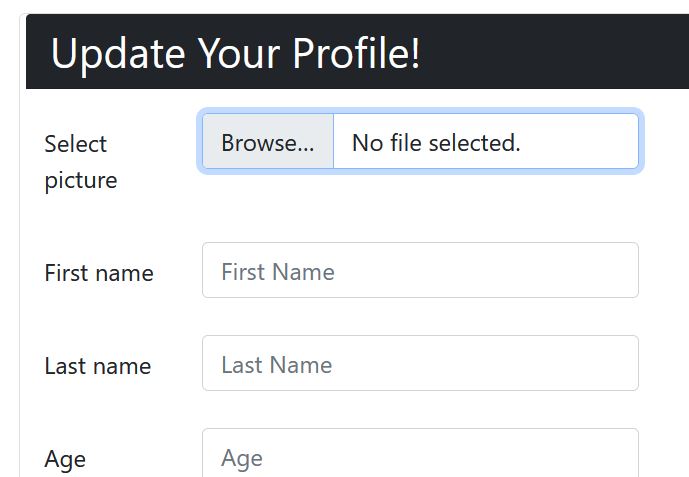 Update Your Profile!
Select
picture
Browse... No file selected.
First name
First Name
Last name
Last Name
Age
Age